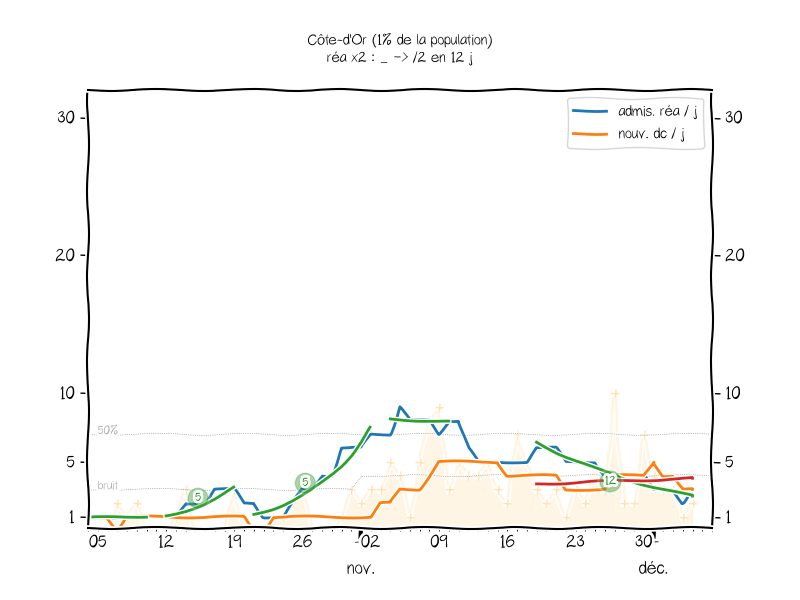 Côte-d'Or (1% de la population)
réa x2 : _ -> /2 en 12 j
admis. réa / j
nouv. dc / j
30
30
20
20
10
10
50%
5
5
bruit
5
5
12
1
1
05 12 19 26 02 09 16 23 30
nov. déc.